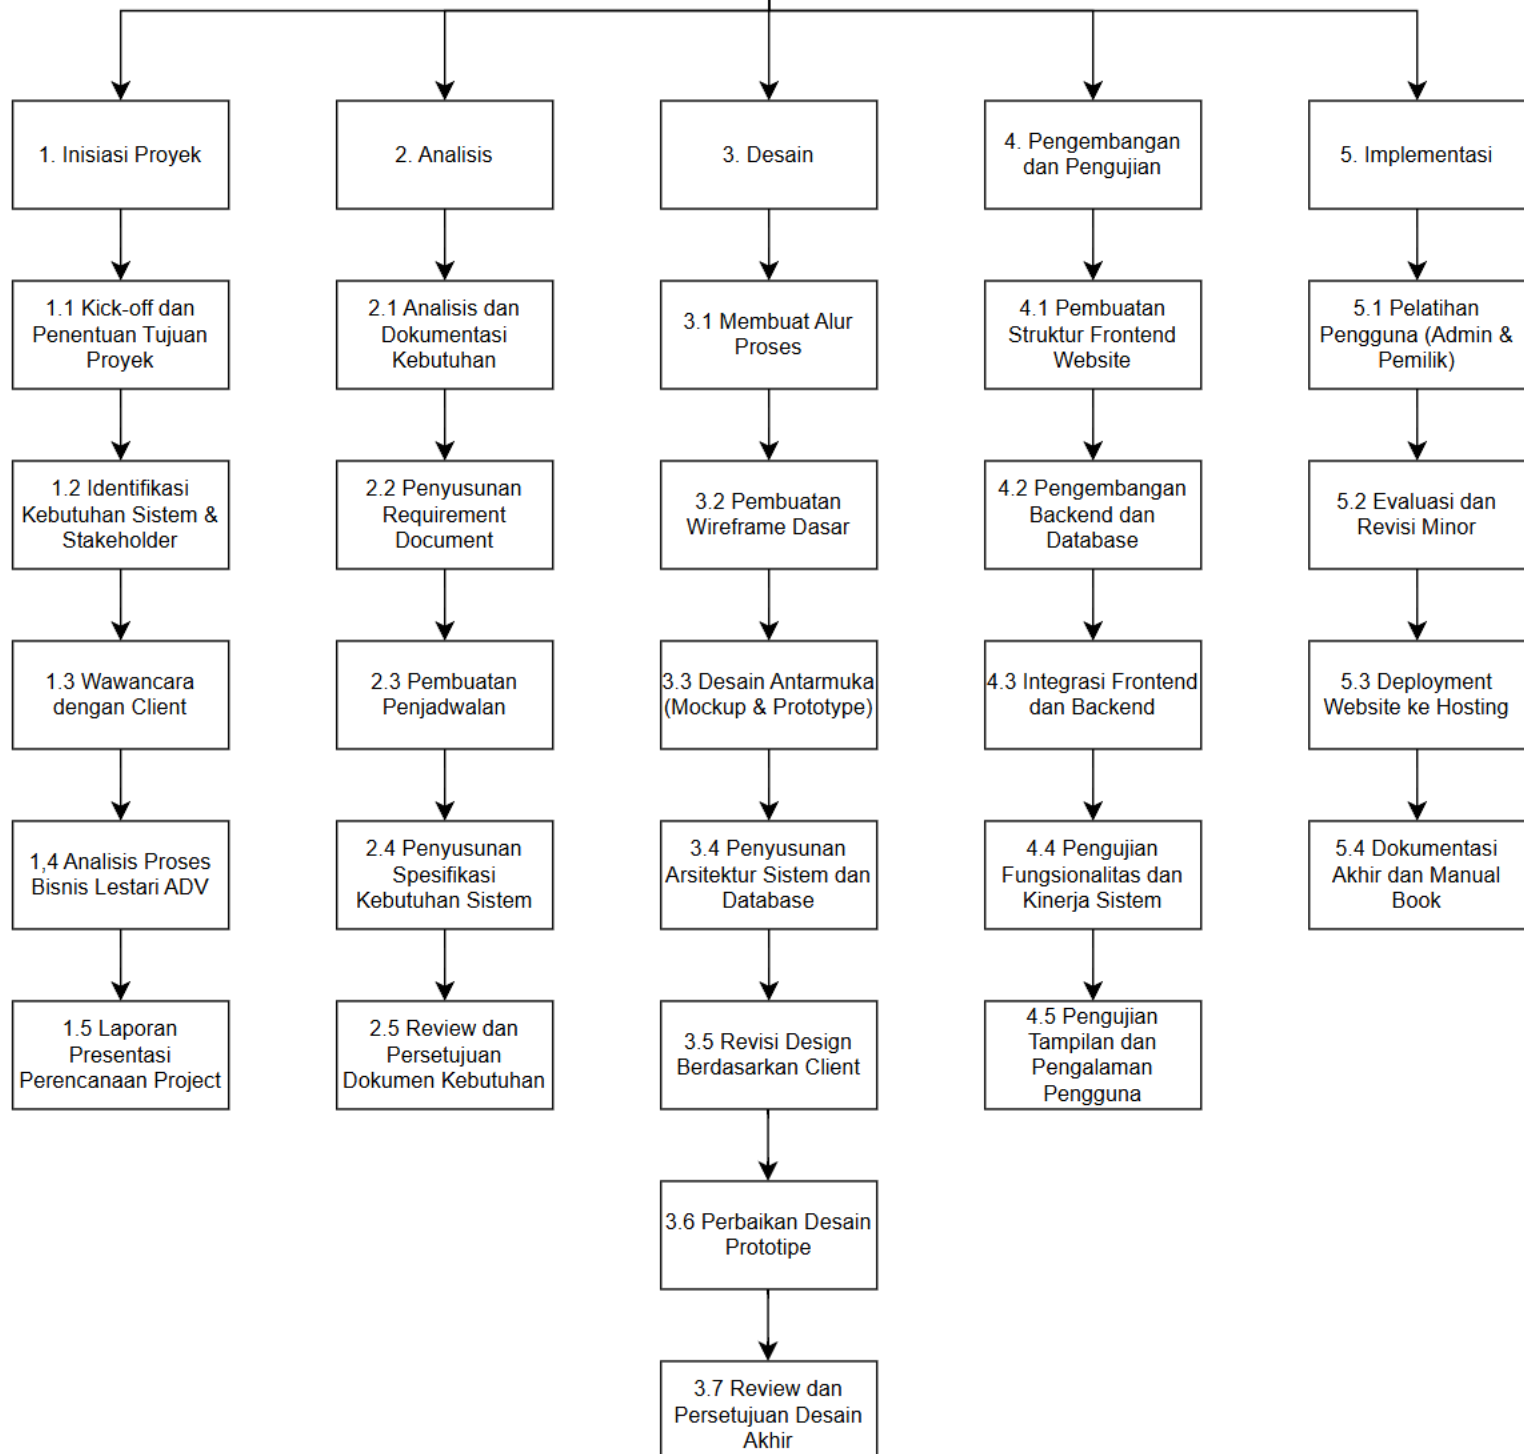 1. Inisiasi Proyek
2. Analisis
3. Desain
4. Pengembangan
dan Pengujian
5. Implementasi
1.1 Kick-off dan
Penentuan Tujuan
Proyek
2.1 Analisis dan
Dokumentasi
Kebutuhan
3.1 Membuat Alur
Proses
4.1 Pembuatan
Struktur Frontend
Website
5.1 Pelatihan
Pengguna (Admin &
Pemilik)
1.2 Identifikasi
Kebutuhan Sistem &
Stakeholder
2.2 Penyusunan
Requirement
Document
3.2 Pembuatan
Wireframe Dasar
4.2 Pengembangan
Backend dan
Database
5.2 Evaluasi dan
Revisi Minor
1.3 Wawancara
dengan Client
2.3 Pembuatan
Penjadwalan
3.3 Desain Antarmuka
(Mockup & Prototype)
4.3 Integrasi Frontend
dan Backend
5.3 Deployment
Website ke Hosting
1,4 Analisis Proses
Bisnis Lestari ADV
2.4 Penyusunan
Spesifikasi
Kebutuhan Sistem
3.4 Penyusunan
Arsitektur Sistem dan
Database
4.4 Pengujian
Fungsionalitas dan
Kinerja Sistem
5.4 Dokumentasi
Akhir dan Manual
Book
1.5 Laporan
Presentasi
Perencanaan Project
2.5 Review dan
Persetujuan
Dokumen Kebutuhan
3.5 Revisi Design
Berdasarkan Client
4.5 Pengujian
Tampilan dan
Pengalaman
Pengguna
3.6 Perbaikan Desain
Prototipe
3.7 Review dan
Persetujuan Desain
Akhir